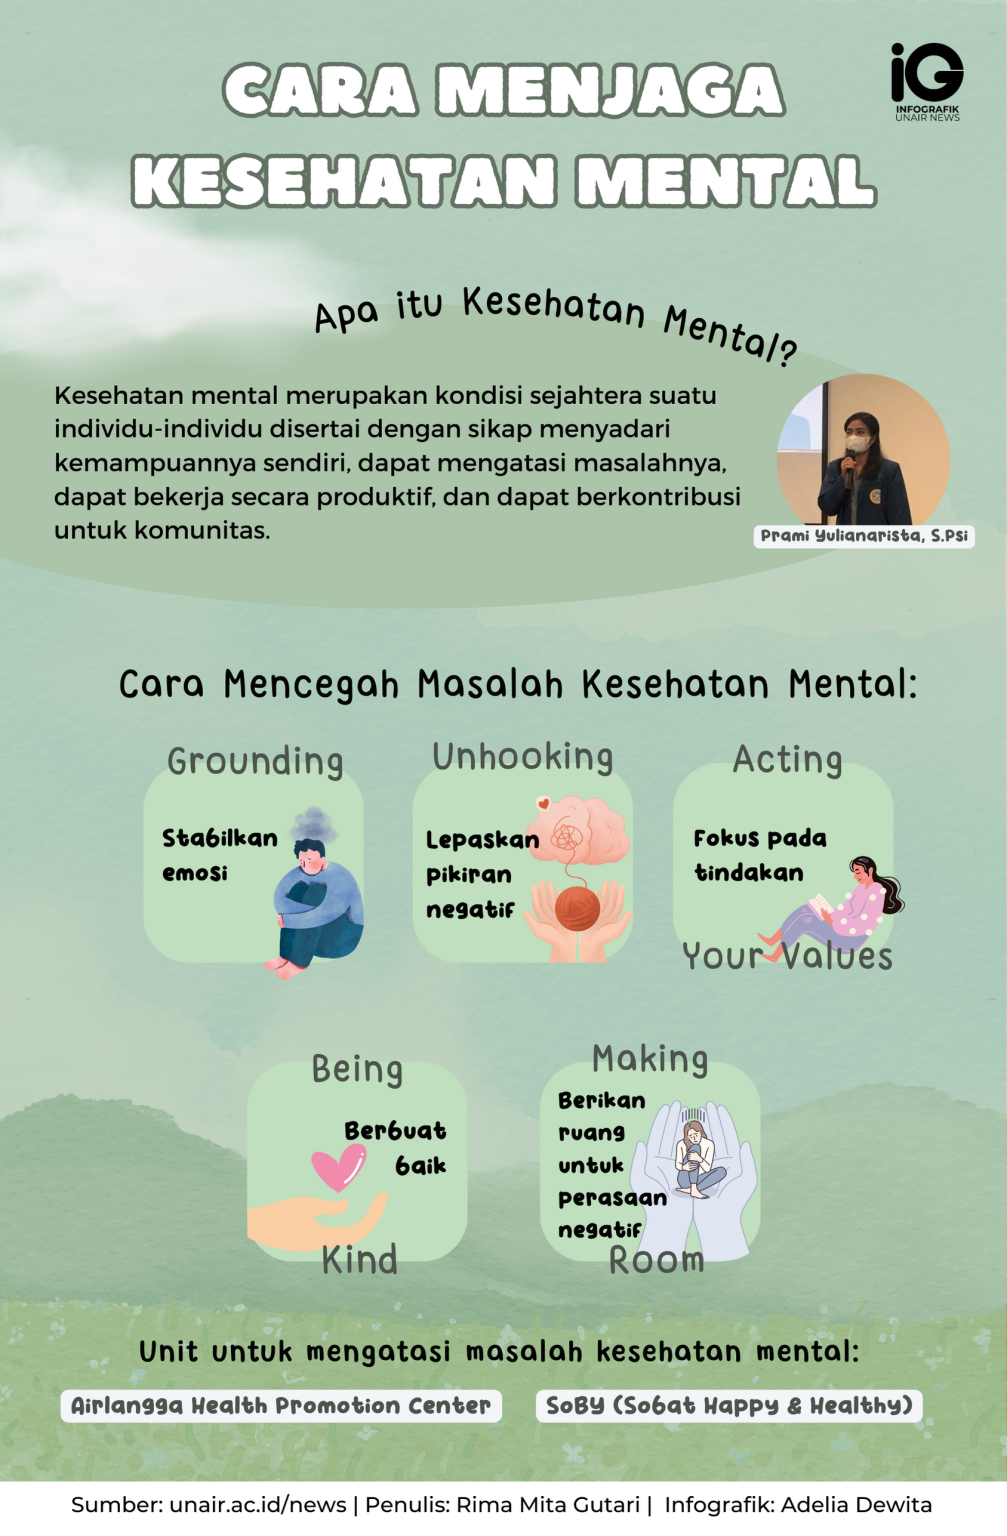 iG
INFOGRAFIK
UNAIR NEWS
CARA MENJAGA
KESEHATAN MENTAL
Apa itu Kesehatan Mental?
Kesehatan mental merupakan kondisi sejahtera suatu
individu-individu disertai dengan sikap menyadari
kemampuannya sendiri, dapat mengatasi masalahnya,
dapat bekerja secara produktif, dan dapat berkontribusi
untuk komunitas.
Prami Yulianarista, S.Psi
Cara Mencegah Masalah Kesehatan Mental:
Grounding
Stabilkan
emosi
Unhooking
Lepaskan
pikiran
negatif
Acting
Fokus pada
tindakan
Your Values
Being
Berbuat
baik
Kind
Making
Berikan
ruang
untuk
perasaan
negatif
Room
Unit untuk mengatasi masalah kesehatan mental:
Airlangga Health Promotion Center
SoBY (Sobat Happy & Healthy)
Sumber: unair.ac.id/news | Penulis: Rima Mita Gutari | Infografik: Adelia Dewita